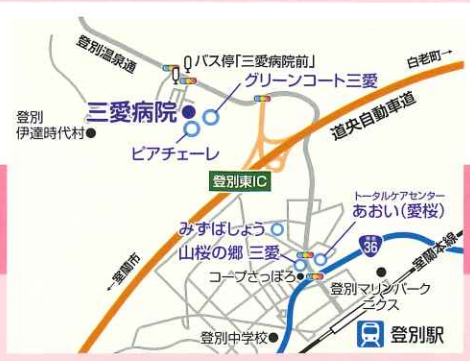 登別温泉通
バス停「三愛病院前」
グリーンコート三愛
白老町→
三愛病院
登別
伊達時代村
道央自動車道
ピアチェーレ
登別東IC
トータルケアセンター
あおい(愛桜)
みずばしょう
山桜の郷 三愛
国道
36
室蘭本線
コープさっぽろ
←室蘭市
登別マリンパーク
ニクス
登別中学校
登別駅